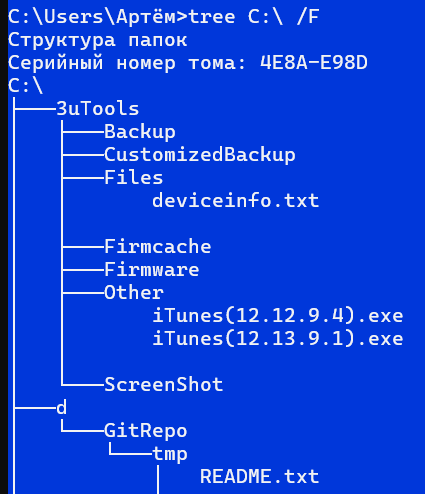 C:\Users\Артём>tree C:\ /F
Структура папок
Серийный номер тома: 4E8A-E98D
C:\
├───3uTools
│   ├───Backup
│   ├───CustomizedBackup
│   ├───Files
│   │       deviceinfo.txt
│   │
│   ├───Firmcache
│   ├───Firmware
│   ├───Other
│   │       iTunes(12.12.9.4).exe
│   │       iTunes(12.13.9.1).exe
│   │
│   └───ScreenShot
├───d
│   └───GitRepo
│       └───tmp
│           │   README.txt